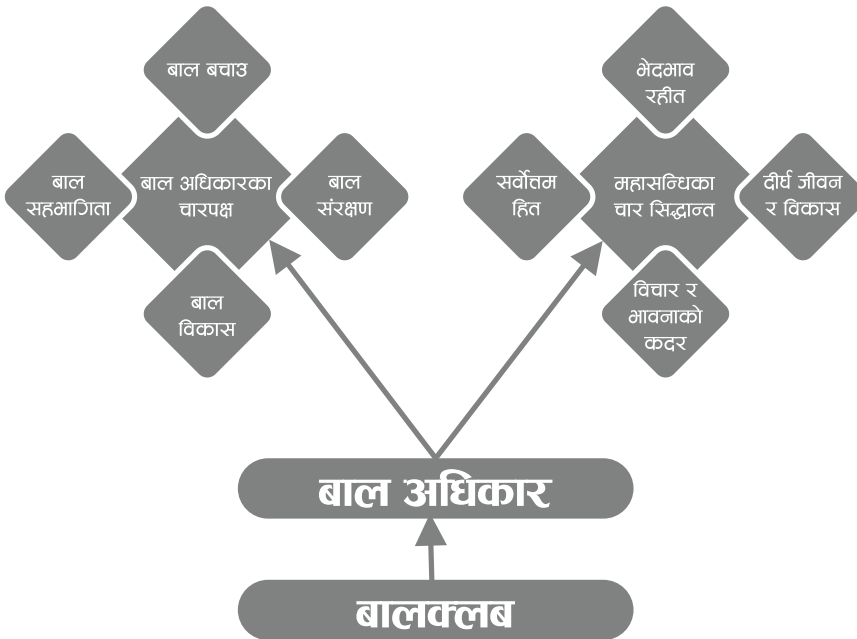 बाल बचाउ
बाल
सहभागिता
बाल अधिकारका
चारपक्ष
बाल
संरक्षण
बाल
विकास
भेदभाव
रहीत
सर्वोत्तम
हित
महासन्धिका
चार सिद्धान्त
दीर्घ जीवन
र विकास
विचार र
भावनाको
कदर
बाल अधिकार
बालक्लब